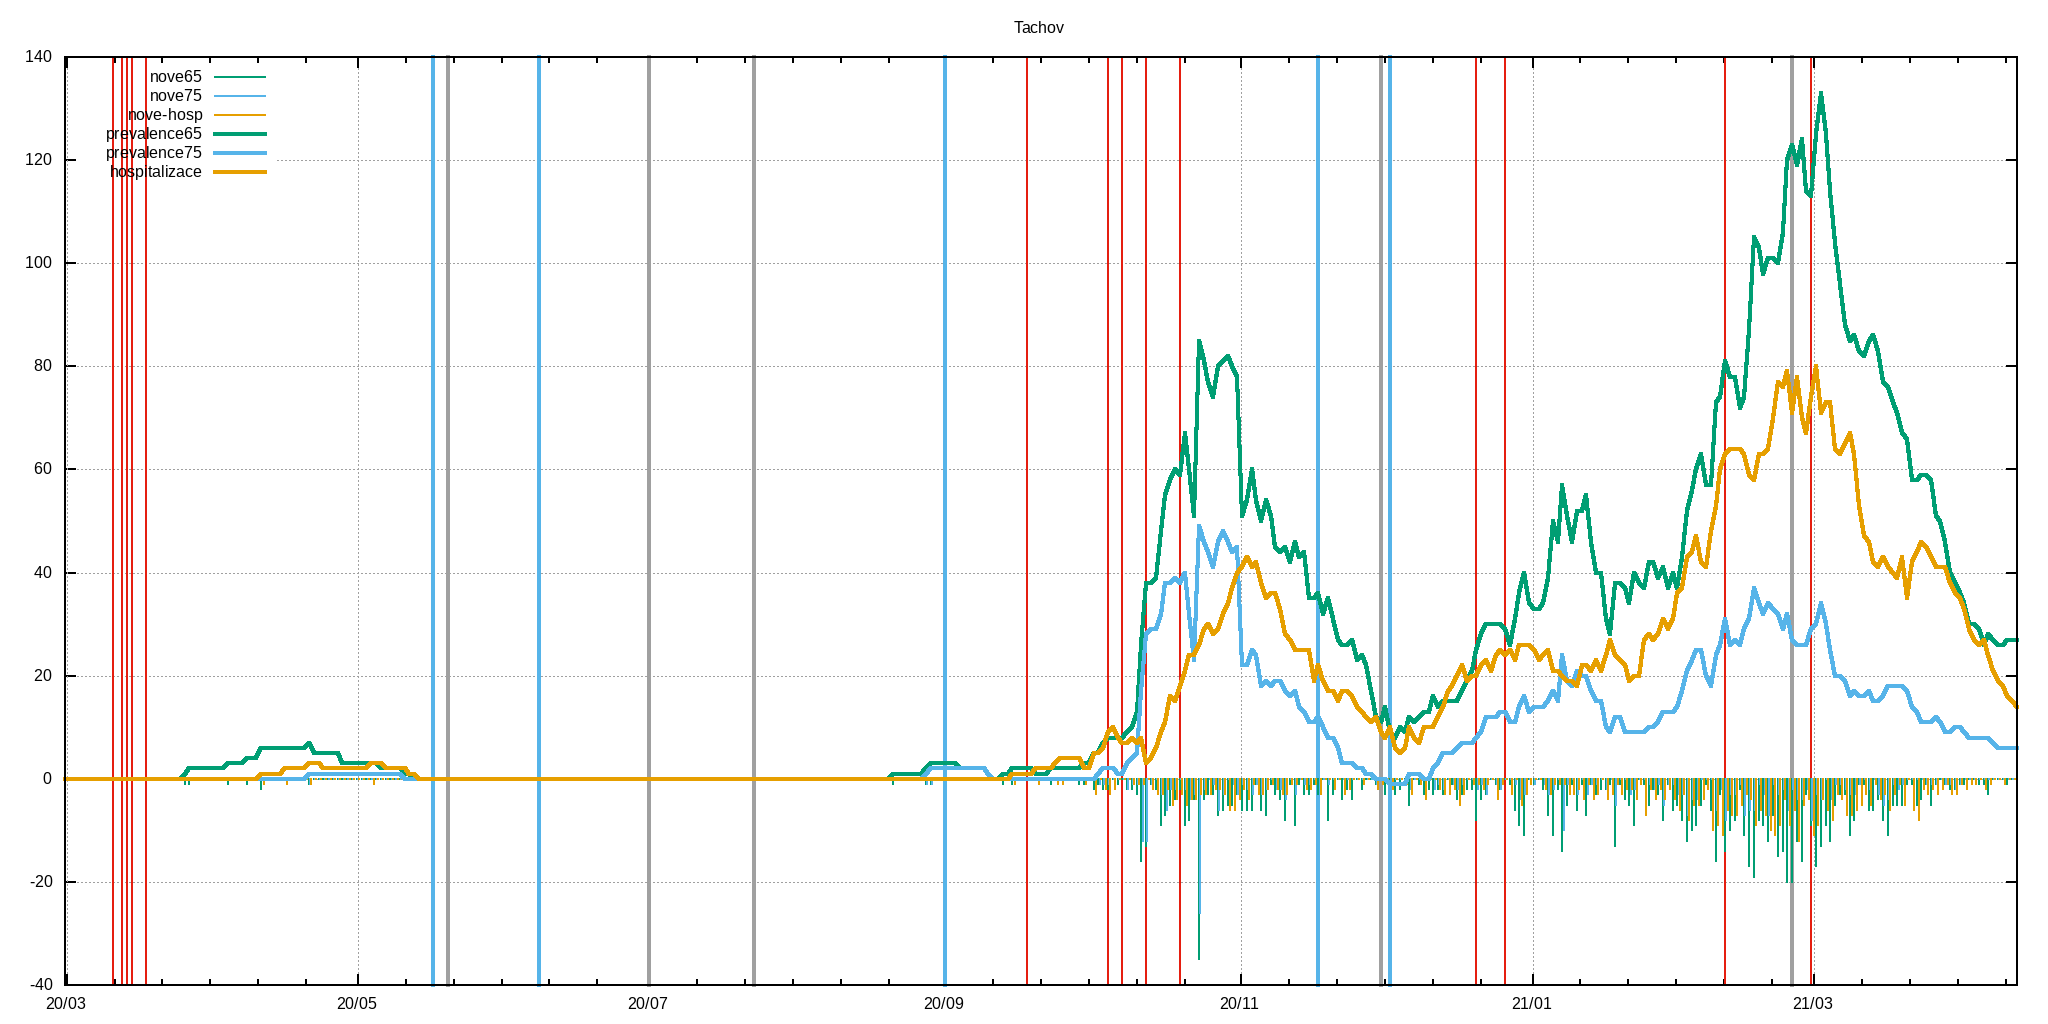 Tachov
140
120
100
80
60
40
20
0
-20
-40
nove65
nove75
nove-hosp
prevalence65
prevalence75
hospitalizace
20/03 20/05 20/07 20/09 20/11 21/01 21/03